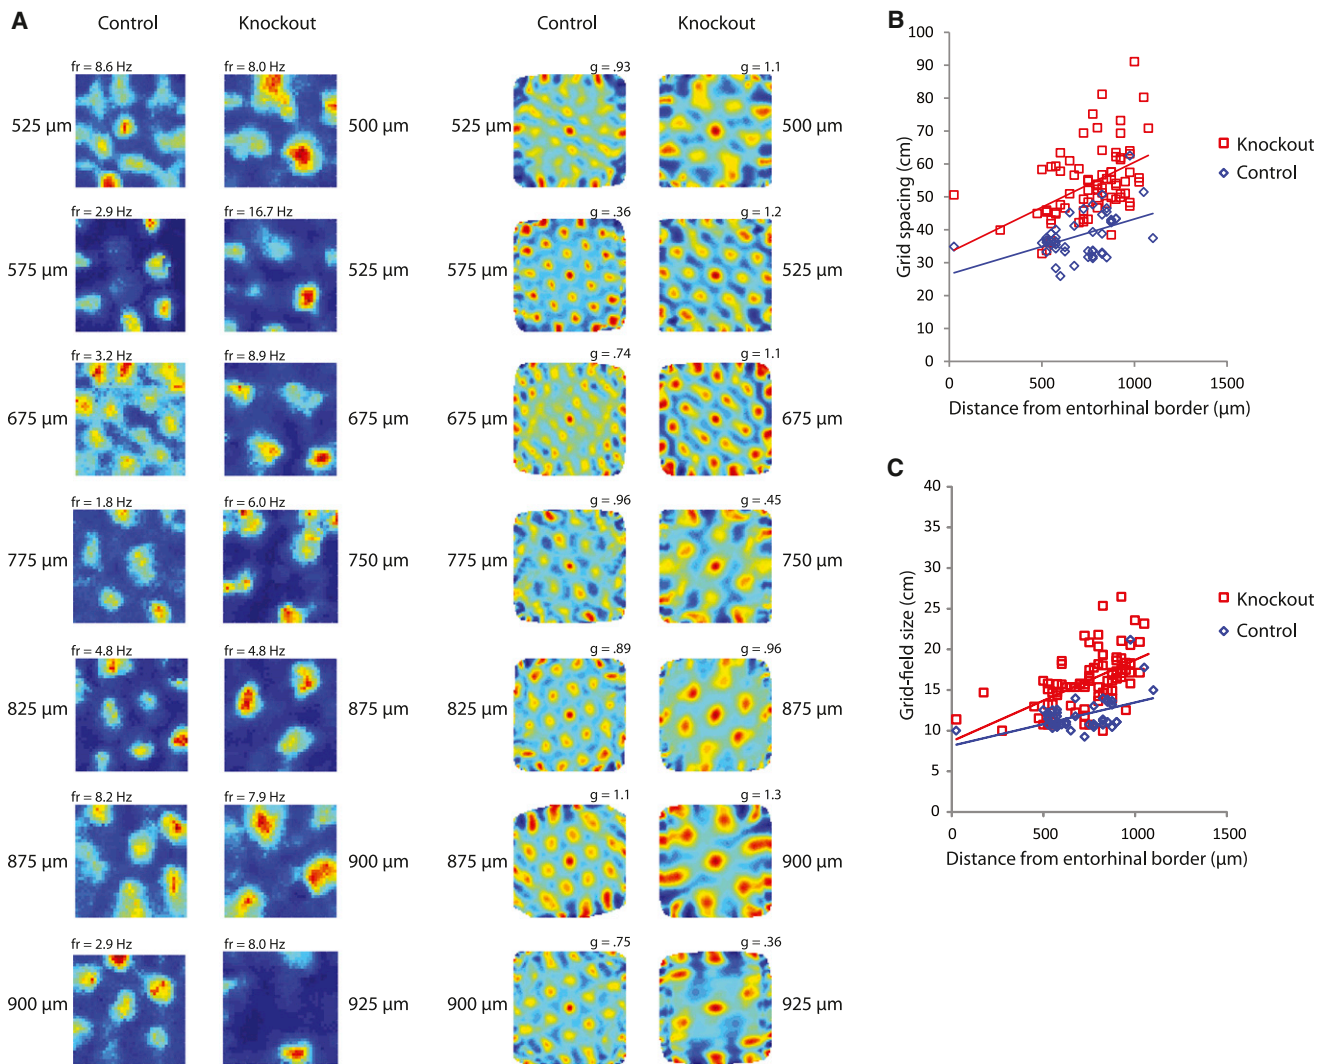 A
Control Knockout Control Knockout
fr = 8.6 Hz fr = 8.0 Hz g = .93 g = 1.1
525 µm 500 µm 525 µm 500 µm
fr = 2.9 Hz fr = 16.7 Hz g = .36 g = 1.2
575 µm 525 µm 575 µm 525 µm
fr = 3.2 Hz fr = 8.9 Hz g = .74 g = 1.1
675 µm 675 µm 675 µm 675 µm
fr = 1.8 Hz fr = 6.0 Hz g = .96 g = .45
775 µm 750 µm 775 µm 750 µm
fr = 4.8 Hz fr = 4.8 Hz g = .89 g = .96
825 µm 875 µm 825 µm 875 µm
fr = 8.2 Hz fr = 7.9 Hz g = 1.1 g = 1.3
875 µm 900 µm 875 µm 900 µm
fr = 2.9 Hz fr = 8.0 Hz g = .75 g = .36
900 µm 925 µm 900 µm 925 µm
B
Grid spacing (cm)
100
90
80
70
60
50
40
30
20
10
0
0 500 1000 1500
Distance from entorhinal border (µm)
Knockout
Control
C
Grid-field size (cm)
40
35
30
25
20
15
10
5
0
0 500 1000 1500
Distance from entorhinal border (µm)
Knockout
Control